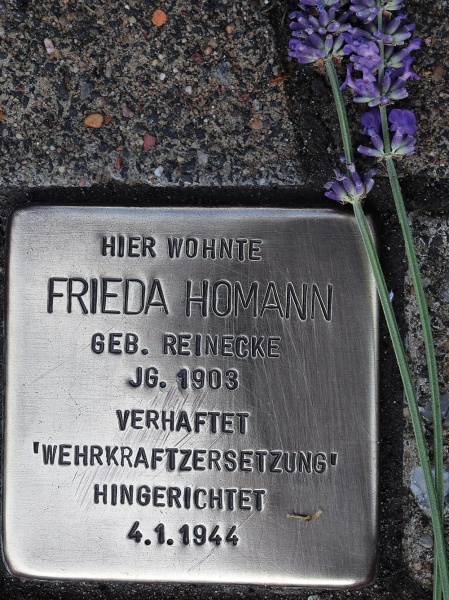 HIER WOHNTE
FRIEDA HOMANN
GEB. REINECKE
JG. 1903
VERHAFTET
'WEHRKRAFTZERSETZUNG'
HINGERICHTET
4.1.1944